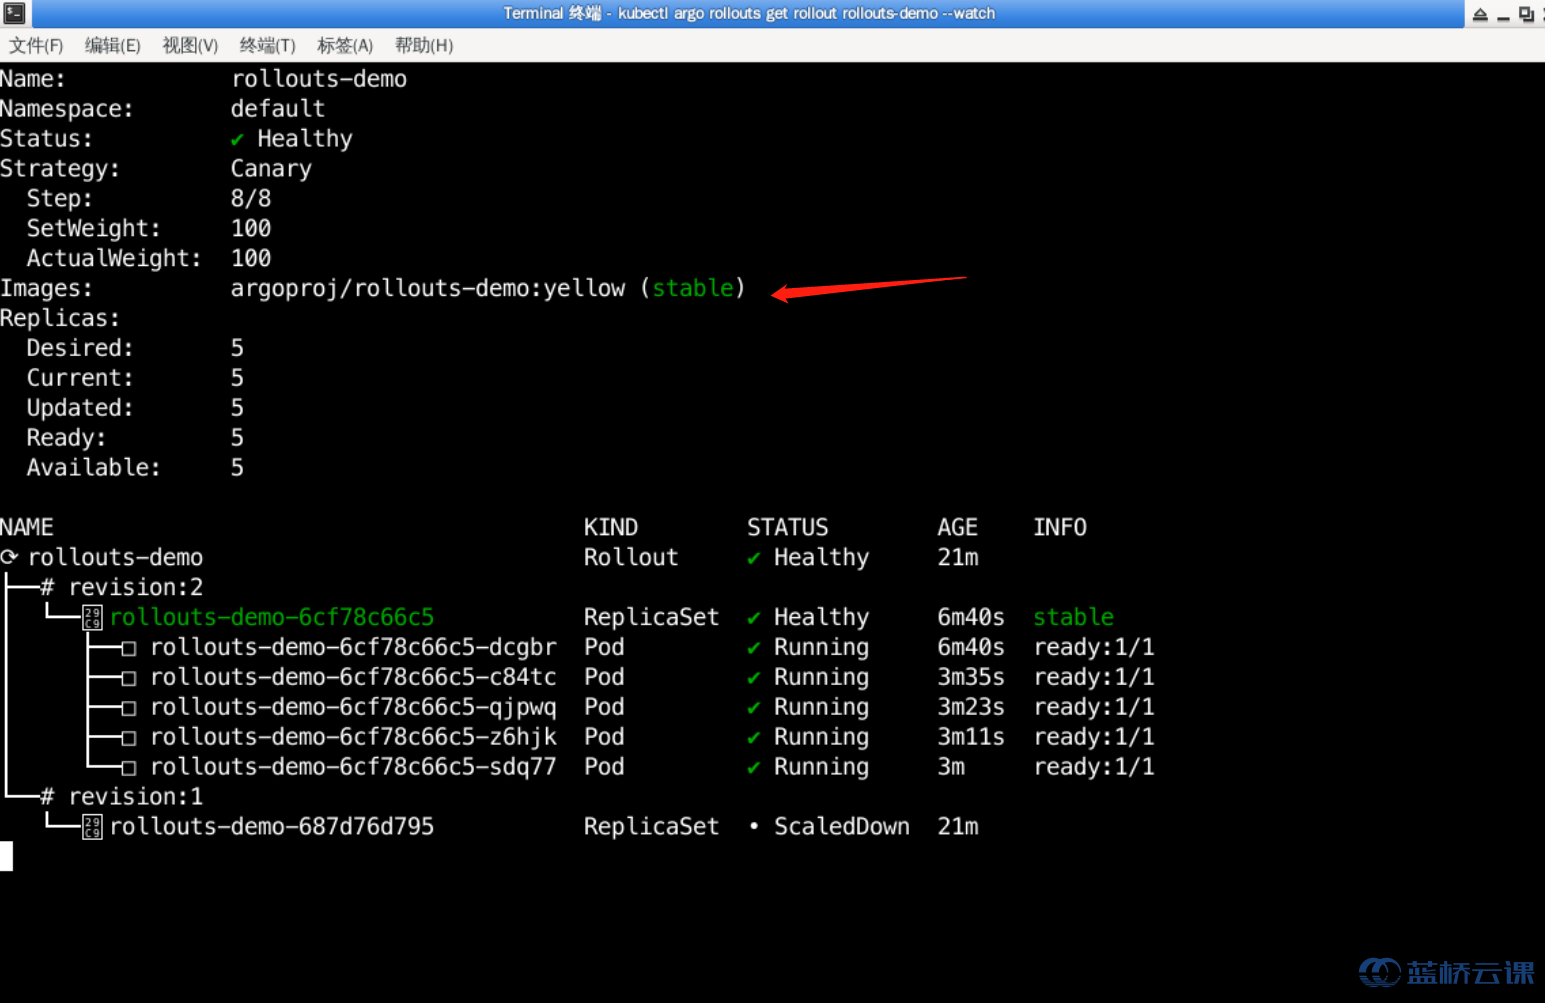 Terminal 终端 - kubectl argo rollouts get rollout rollouts-demo --watch
文件(F) 编辑(E) 视图(V) 终端(T) 标签(A) 帮助(H)
Name: rollouts-demo
Namespace: default
Status: ✔ Healthy
Strategy: Canary
Step: 8/8
SetWeight: 100
ActualWeight: 100
Images: argoproj/rollouts-demo:yellow (stable)
Replicas:
Desired: 5
Current: 5
Updated: 5
Ready: 5
Available: 5
NAME KIND STATUS AGE INFO
⟳ rollouts-demo Rollout ✔ Healthy 21m
├──# revision:2
│ └──⧉ rollouts-demo-6cf78c66c5 ReplicaSet ✔ Healthy 6m40s stable
│ ├──□ rollouts-demo-6cf78c66c5-dcgbr Pod ✔ Running 6m40s ready:1/1
│ ├──□ rollouts-demo-6cf78c66c5-c84tc Pod ✔ Running 3m35s ready:1/1
│ ├──□ rollouts-demo-6cf78c66c5-qjpwq Pod ✔ Running 3m23s ready:1/1
│ ├──□ rollouts-demo-6cf78c66c5-z6hjk Pod ✔ Running 3m11s ready:1/1
│ └──□ rollouts-demo-6cf78c66c5-sdq77 Pod ✔ Running 3m ready:1/1
└──# revision:1
└──⧉ rollouts-demo-687d76d795 ReplicaSet • ScaledDown 21m
蓝桥云课